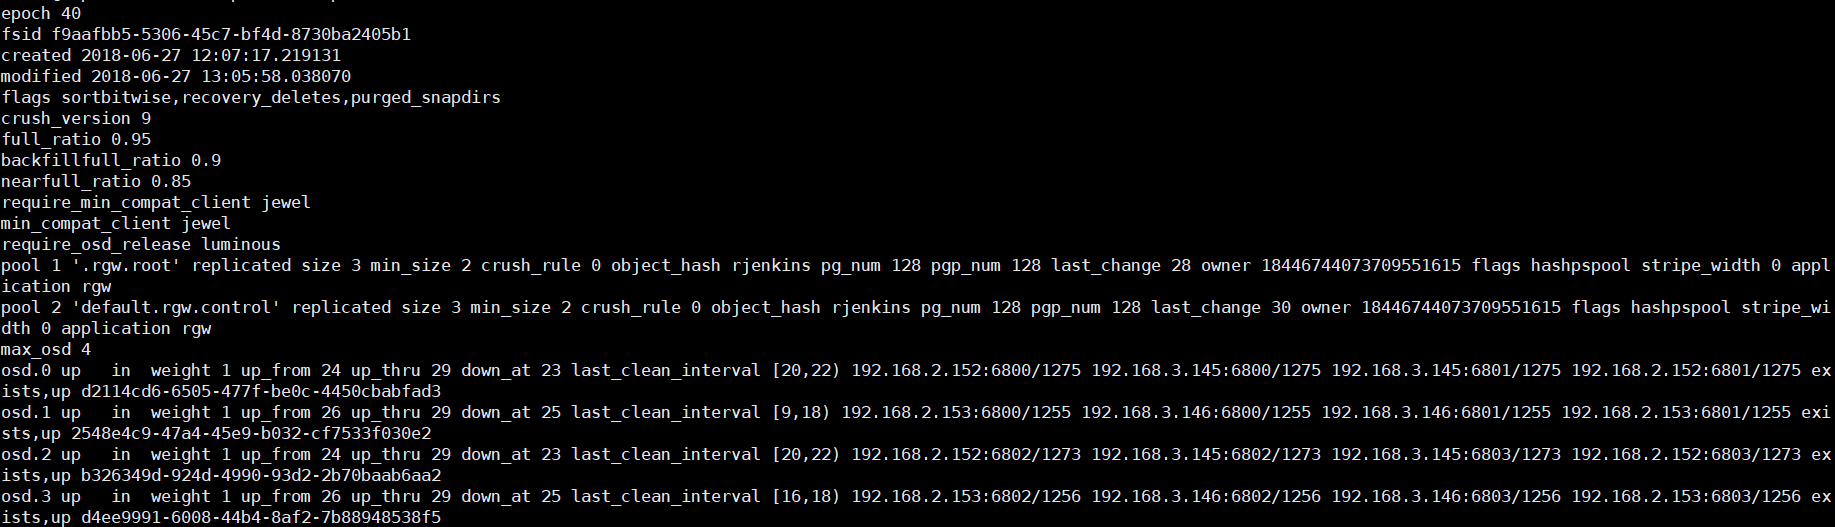 epoch 40
fsid f9aafbb5-5306-45c7-bf4d-8730ba2405b1
created 2018-06-27 12:07:17.219131
modified 2018-06-27 13:05:58.038070
flags sortbitwise,recovery_deletes,purged_snapdirs
crush_version 9
full_ratio 0.95
backfillfull_ratio 0.9
nearfull_ratio 0.85
require_min_compat_client jewel
min_compat_client jewel
require_osd_release luminous
pool 1 '.rgw.root' replicated size 3 min_size 2 crush_rule 0 object_hash rjenkins pg_num 128 pgp_num 128 last_change 28 owner 18446744073709551615 flags hashpspool stripe_width 0 appl
ication rgw
pool 2 'default.rgw.control' replicated size 3 min_size 2 crush_rule 0 object_hash rjenkins pg_num 128 pgp_num 128 last_change 30 owner 18446744073709551615 flags hashpspool stripe_wi
dth 0 application rgw
max_osd 4
osd.0 up   in  weight 1 up_from 24 up_thru 29 down_at 23 last_clean_interval [20,22) 192.168.2.152:6800/1275 192.168.3.145:6800/1275 192.168.3.145:6801/1275 192.168.2.152:6801/1275 ex
ists,up d2114cd6-6505-477f-be0c-4450cbabfad3
osd.1 up   in  weight 1 up_from 26 up_thru 29 down_at 25 last_clean_interval [9,18) 192.168.2.153:6800/1255 192.168.3.146:6800/1255 192.168.3.146:6801/1255 192.168.2.153:6801/1255 exi
sts,up 2548e4c9-47a4-45e9-b032-cf7533f030e2
osd.2 up   in  weight 1 up_from 24 up_thru 29 down_at 23 last_clean_interval [20,22) 192.168.2.152:6802/1273 192.168.3.145:6802/1273 192.168.3.145:6803/1273 192.168.2.152:6803/1273 ex
ists,up b326349d-924d-4990-93d2-2b70baab6aa2
osd.3 up   in  weight 1 up_from 26 up_thru 29 down_at 25 last_clean_interval [16,18) 192.168.2.153:6802/1256 192.168.3.146:6802/1256 192.168.3.146:6803/1256 192.168.2.153:6803/1256 ex
ists,up d4ee9991-6008-44b4-8af2-7b88948538f5